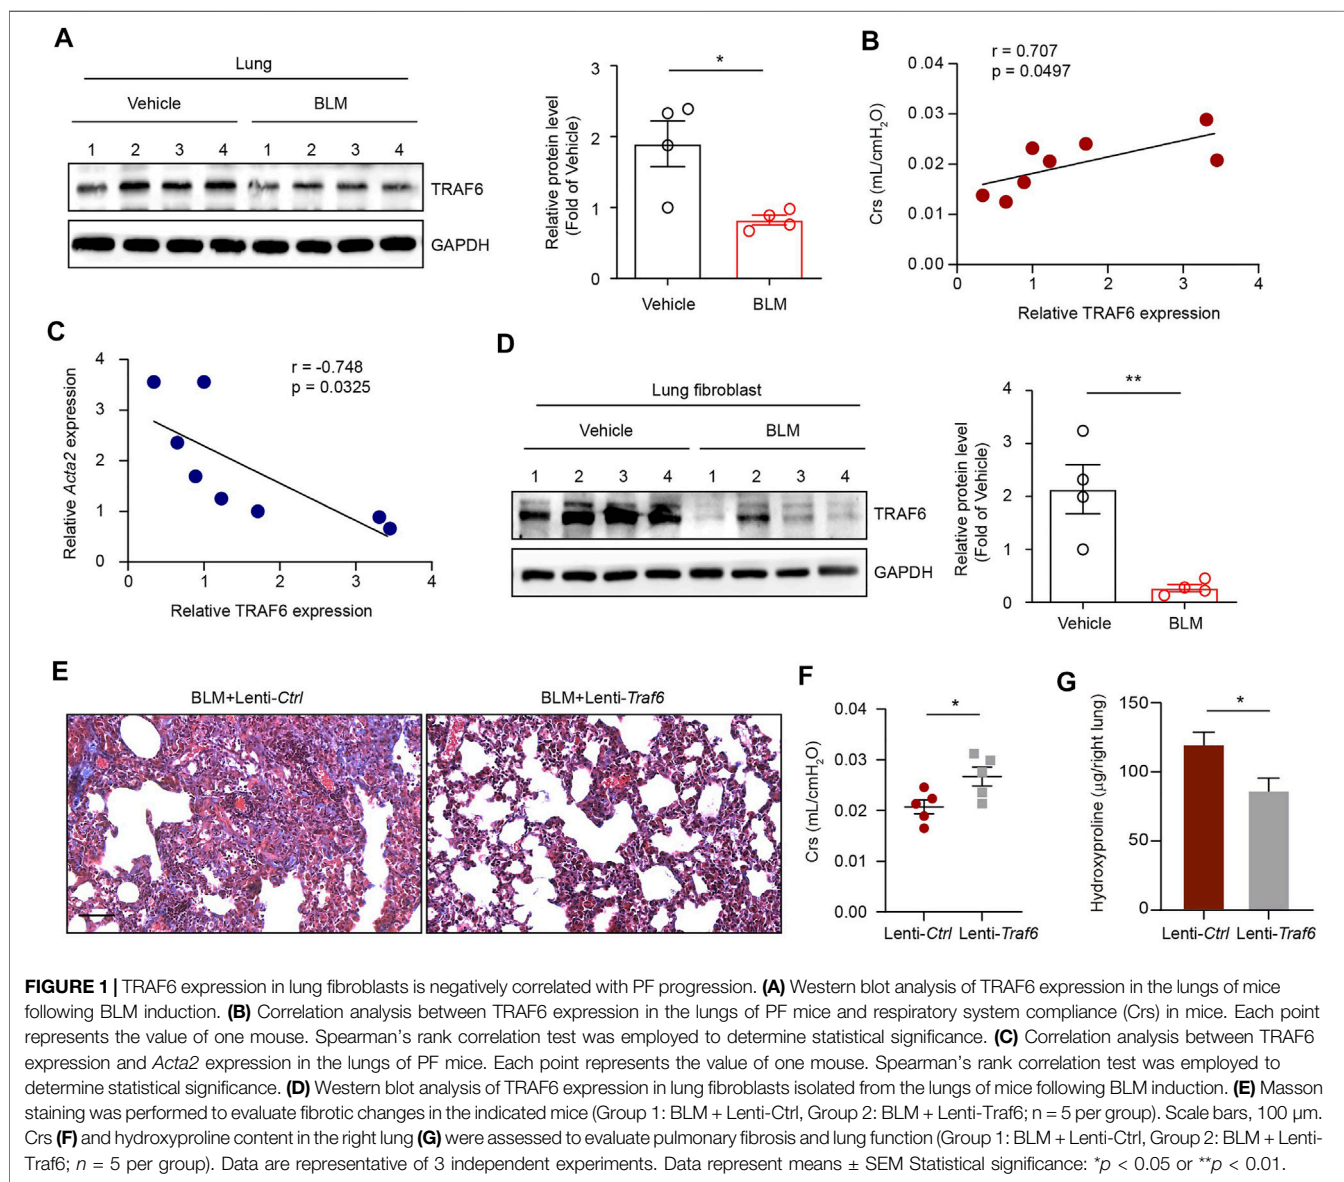 A
Lung
Vehicle BLM
1 2 3 4 1 2 3 4
TRAF6
GAPDH
Relative protein level
(Fold of Vehicle)
3
2
1
0
*
Vehicle BLM
B
r = 0.707
p = 0.0497
Crs (mL/cmH₂O)
0.04
0.03
0.02
0.01
0.00
0 1 2 3 4
Relative TRAF6 expression
C
r = -0.748
p = 0.0325
Relative Acta2 expression
4
3
2
1
0
0 1 2 3 4
Relative TRAF6 expression
D
Lung fibroblast
Vehicle BLM
1 2 3 4 1 2 3 4
TRAF6
GAPDH
Relative protein level
(Fold of Vehicle)
4
3
2
1
0
**
Vehicle BLM
E
BLM+Lenti-Ctrl BLM+Lenti-Traf6
F
Crs (mL/cmH₂O)
0.04
0.03
0.02
0.01
0.00
*
Lenti-Ctrl Lenti-Traf6
G
Hydroxyproline (µg/right lung)
150
100
50
0
*
Lenti-Ctrl Lenti-Traf6
FIGURE 1 | TRAF6 expression in lung fibroblasts is negatively correlated with PF progression. (A) Western blot analysis of TRAF6 expression in the lungs of mice
following BLM induction. (B) Correlation analysis between TRAF6 expression in the lungs of PF mice and respiratory system compliance (Crs) in mice. Each point
represents the value of one mouse. Spearman's rank correlation test was employed to determine statistical significance. (C) Correlation analysis between TRAF6
expression and Acta2 expression in the lungs of PF mice. Each point represents the value of one mouse. Spearman's rank correlation test was employed to
determine statistical significance. (D) Western blot analysis of TRAF6 expression in lung fibroblasts isolated from the lungs of mice following BLM induction. (E) Masson
staining was performed to evaluate fibrotic changes in the indicated mice (Group 1: BLM + Lenti-Ctrl, Group 2: BLM + Lenti-Traf6; n = 5 per group). Scale bars, 100 µm.
Crs (F) and hydroxyproline content in the right lung (G) were assessed to evaluate pulmonary fibrosis and lung function (Group 1: BLM + Lenti-Ctrl, Group 2: BLM + Lenti-
Traf6; n = 5 per group). Data are representative of 3 independent experiments. Data represent means ± SEM Statistical significance: *p < 0.05 or **p < 0.01.